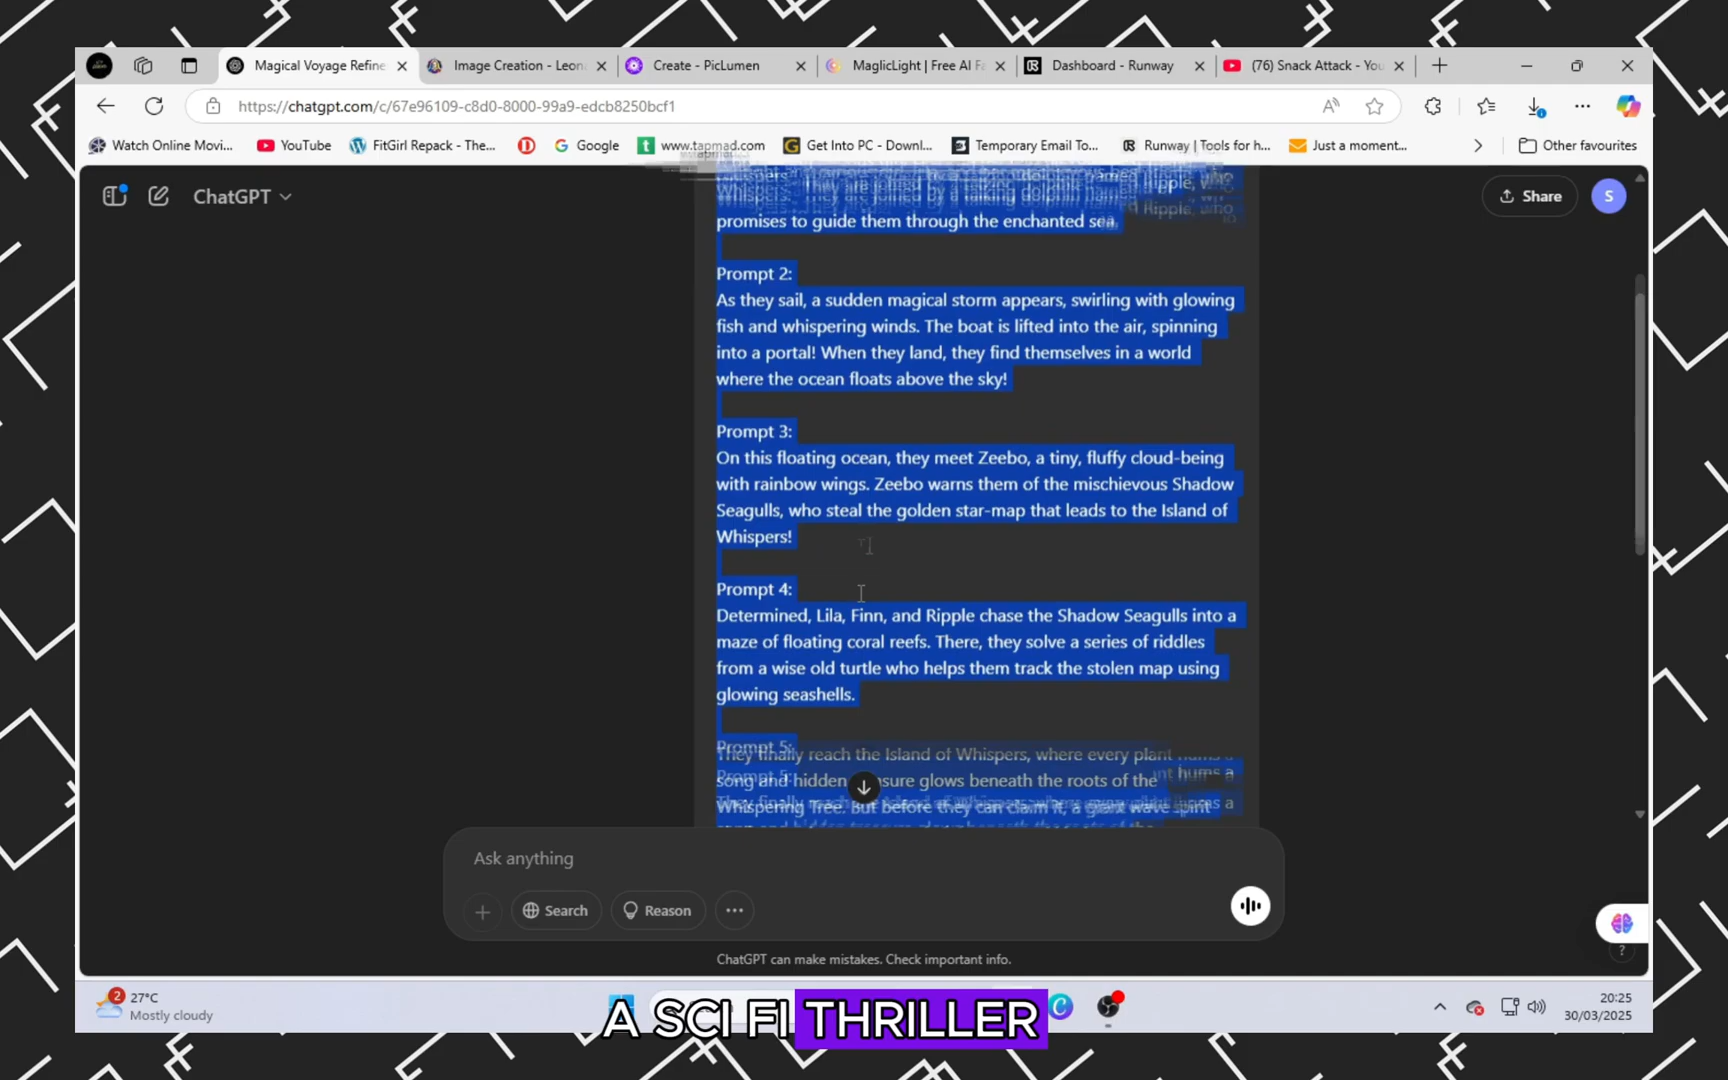 Magical Voyage Refine
Image Creation - Leon
Create - PicLumen
MaglicLight | Free AI Fa
Dashboard - Runway
(76) Snack Attack - You
https://chatgpt.com/c/67e96109-c8d0-8000-99a9-edcb8250bcf1
Watch Online Movi...
YouTube
FitGirl Repack - The...
Google
www.tapmad.com
Get Into PC - Downl...
Temporary Email To...
Runway | Tools for h...
Just a moment...
Other favourites
ChatGPT
Share
S
Whispers. They are joined by a talking dolphin named Ripple, who
promises to guide them through the enchanted sea.
Prompt 2:
As they sail, a sudden magical storm appears, swirling with glowing
fish and whispering winds. The boat is lifted into the air, spinning
into a portal! When they land, they find themselves in a world
where the ocean floats above the sky!
Prompt 3:
On this floating ocean, they meet Zeebo, a tiny, fluffy cloud-being
with rainbow wings. Zeebo warns them of the mischievous Shadow
Seagulls, who steal the golden star-map that leads to the Island of
Whispers!
Prompt 4:
Determined, Lila, Finn, and Ripple chase the Shadow Seagulls into a
maze of floating coral reefs. There, they solve a series of riddles
from a wise old turtle who helps them track the stolen map using
glowing seashells.
Prompt 5:
They finally reach the Island of Whispers, where every plant hums a
song and hidden glows beneath the roots of the
Whispering Tree. But before they can claim it, a giant wave spirit
Ask anything
Search
Reason
ChatGPT can make mistakes. Check important info.
?
2
27°C
Mostly cloudy
20:25
30/03/2025
A SCI FI THRILLER